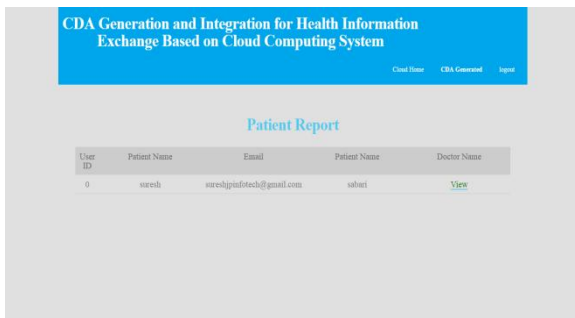 CDA Generation and Integration for Health Information
Exchange Based on Cloud Computing System
Cloud Home CDA Generated logout
Patient Report
User ID Patient Name Email Patient Name Doctor Name
0 suresh sureshjpinfotech@gmail.com sabari View